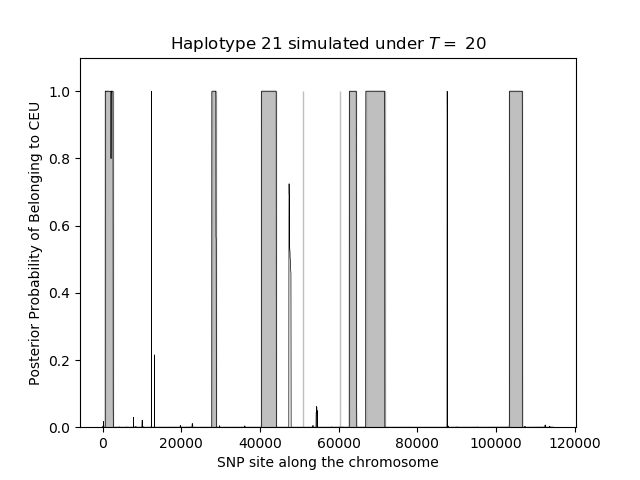 Haplotype 21 simulated under T = 20
Posterior Probability of Belonging to CEU
1.0
0.8
0.6
0.4
0.2
0.0
0 20000 40000 60000 80000 100000 120000
SNP site along the chromosome